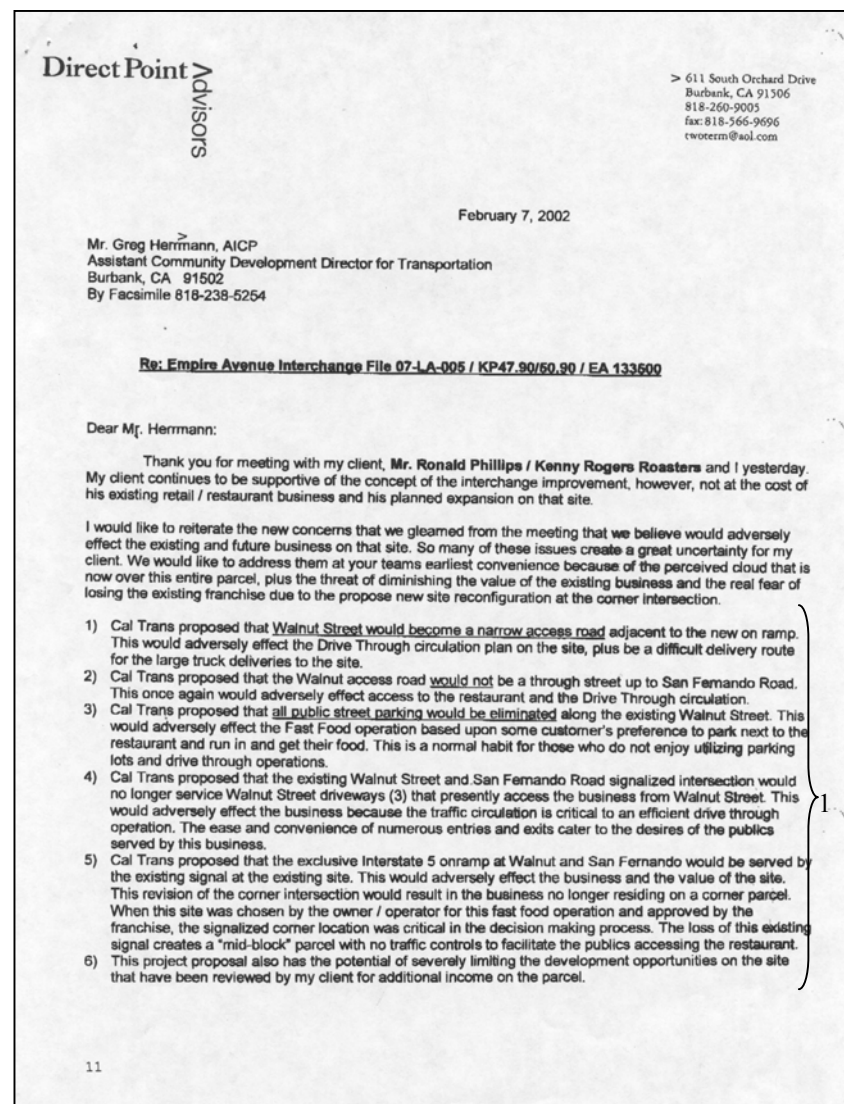 Direct Point
Advisors
> 611 South Orchard Drive
Burbank, CA 91506
818-260-9005
fax: 818-566-9696
twoterm@aol.com
February 7, 2002
>
Mr. Greg Herrmann, AICP
Assistant Community Development Director for Transportation
Burbank, CA 91502
By Facsimile 818-238-5254
Re: Empire Avenue Interchange File 07-LA-005 / KP47.90/50.90 / EA 133600
Dear Mr. Herrmann:
Thank you for meeting with my client, Mr. Ronald Phillips / Kenny Rogers Roasters and I yesterday.
My client continues to be supportive of the concept of the interchange improvement, however, not at the cost of
his existing retail / restaurant business and his planned expansion on that site.
I would like to reiterate the new concerns that we gleamed from the meeting that we believe would adversely
effect the existing and future business on that site. So many of these issues create a great uncertainty for my
client. We would like to address them at your teams earliest convenience because of the perceived cloud that is
now over this entire parcel, plus the threat of diminishing the value of the existing business and the real fear of
losing the existing franchise due to the propose new site reconfiguration at the corner intersection.
1) Cal Trans proposed that Walnut Street would become a narrow access road adjacent to the new on ramp.
This would adversely effect the Drive Through circulation plan on the site, plus be a difficult delivery route
for the large truck deliveries to the site.
2) Cal Trans proposed that the Walnut access road would not be a through street up to San Fernando Road.
This once again would adversely effect access to the restaurant and the Drive Through circulation.
3) Cal Trans proposed that all public street parking would be eliminated along the existing Walnut Street. This
would adversely effect the Fast Food operation based upon some customer's preference to park next to the
restaurant and run in and get their food. This is a normal habit for those who do not enjoy utilizing parking
lots and drive through operations.
4) Cal Trans proposed that the existing Walnut Street and San Fernando Road signalized intersection would
no longer service Walnut Street driveways (3) that presently access the business from Walnut Street. This
would adversely effect the business because the traffic circulation is critical to an efficient drive through
operation. The ease and convenience of numerous entries and exits cater to the desires of the publics
served by this business.
5) Cal Trans proposed that the exclusive Interstate 5 onramp at Walnut and San Fernando would be served by
the existing signal at the existing site. This would adversely effect the business and the value of the site.
This revision of the corner intersection would result in the business no longer residing on a corner parcel.
When this site was chosen by the owner / operator for this fast food operation and approved by the
franchise, the signalized corner location was critical in the decision making process. The loss of this existing
signal creates a "mid-block" parcel with no traffic controls to facilitate the publics accessing the restaurant.
6) This project proposal also has the potential of severely limiting the development opportunities on the site
that have been reviewed by my client for additional income on the parcel.
1
11